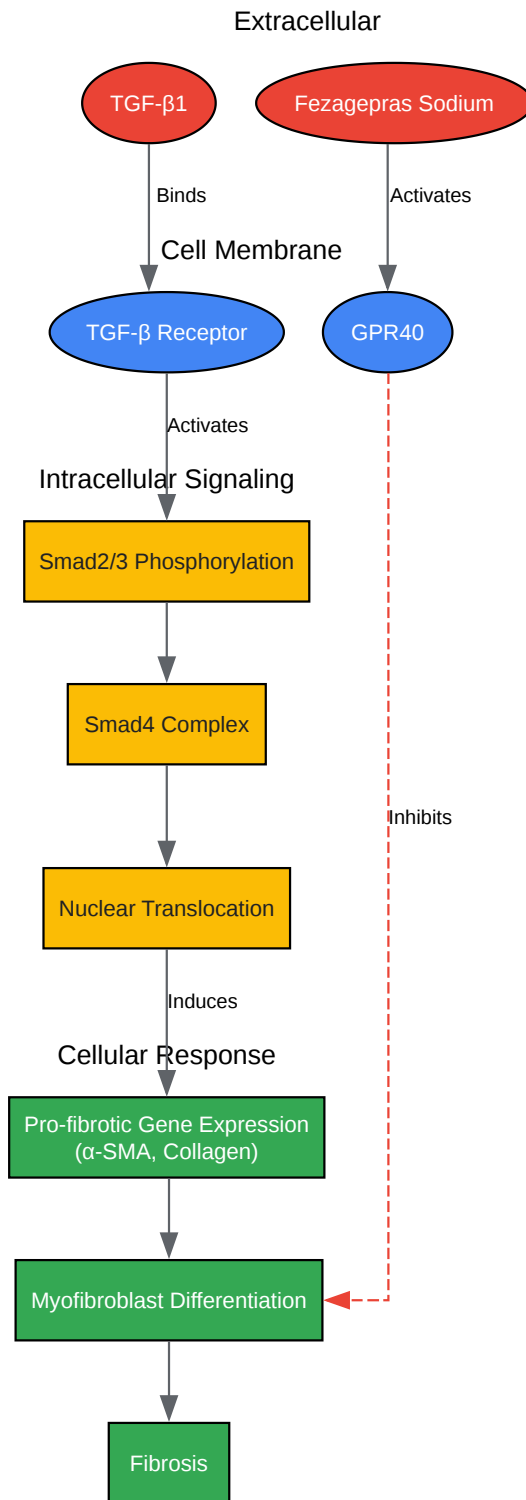 Extracellular
TGF-β1
Fezagepras Sodium
Binds
Activates
Cell Membrane
TGF-β Receptor
GPR40
Activates
Intracellular Signaling
Smad2/3 Phosphorylation
Smad4 Complex
Inhibits
Nuclear Translocation
Induces
Cellular Response
Pro-fibrotic Gene Expression
(α-SMA, Collagen)
Myofibroblast Differentiation
Fibrosis